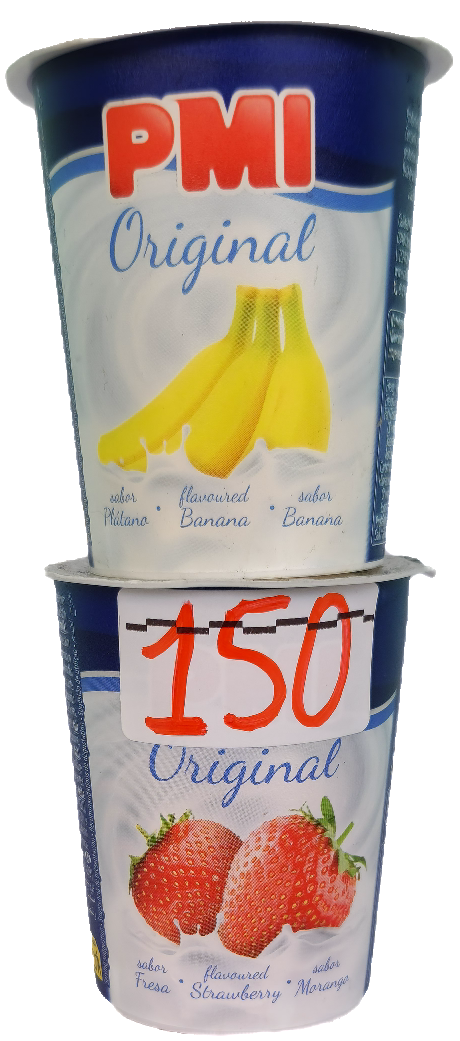 PMI
Original
sabor Plátano • flavoured Banana • sabor Banana
150
Original
sabor Fresa • flavoured Strawberry • sabor Morango